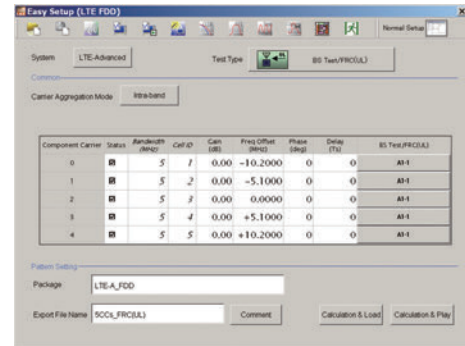 Easy Setup (LTE FDD)
Normal Setup
System LTE-Advanced Test Type BS Test/FRC(UL)
Common
Carrier Aggregation Mode Intra-band
Component Carrier Status Bandwidth (MHz) Cell ID Gain (dB) Freq Offset (MHz) Phase (deg) Delay (Ts) BS Test/FRC(UL)
0 5 1 0.00 -10.2000 0 0 A1-1
1 5 2 0.00 -5.1000 0 0 A1-1
2 5 3 0.00 0.0000 0 0 A1-1
3 5 4 0.00 +5.1000 0 0 A1-1
4 5 5 0.00 +10.2000 0 0 A1-1
Pattern Setting
Package LTE-A_FDD
Export File Name 5CCs_FRC(UL) Comment Calculation & Load Calculation & Play